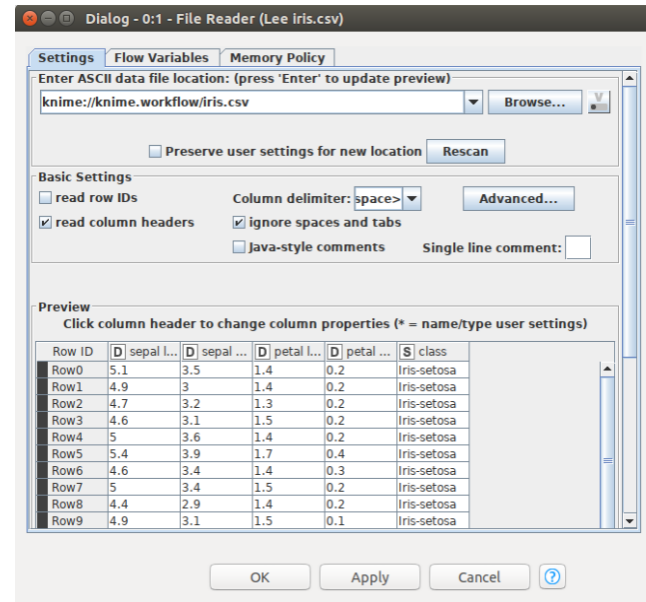 Dialog - 0:1 - File Reader (Lee iris.csv)
Settings Flow Variables Memory Policy
Enter ASCII data file location: (press 'Enter' to update preview)
knime://knime.workflow/iris.csv Browse... V
Preserve user settings for new location Rescan
Basic Settings
read row IDs Column delimiter: space> Advanced...
read column headers ignore spaces and tabs
Java-style comments Single line comment:
Preview
Click column header to change column properties (* = name/type user settings)
Row ID D sepal l... D sepal ... D petal l... D petal ... S class
Row0 5.1 3.5 1.4 0.2 Iris-setosa
Row1 4.9 3 1.4 0.2 Iris-setosa
Row2 4.7 3.2 1.3 0.2 Iris-setosa
Row3 4.6 3.1 1.5 0.2 Iris-setosa
Row4 5 3.6 1.4 0.2 Iris-setosa
Row5 5.4 3.9 1.7 0.4 Iris-setosa
Row6 4.6 3.4 1.4 0.3 Iris-setosa
Row7 5 3.4 1.5 0.2 Iris-setosa
Row8 4.4 2.9 1.4 0.2 Iris-setosa
Row9 4.9 3.1 1.5 0.1 Iris-setosa
OK Apply Cancel ?